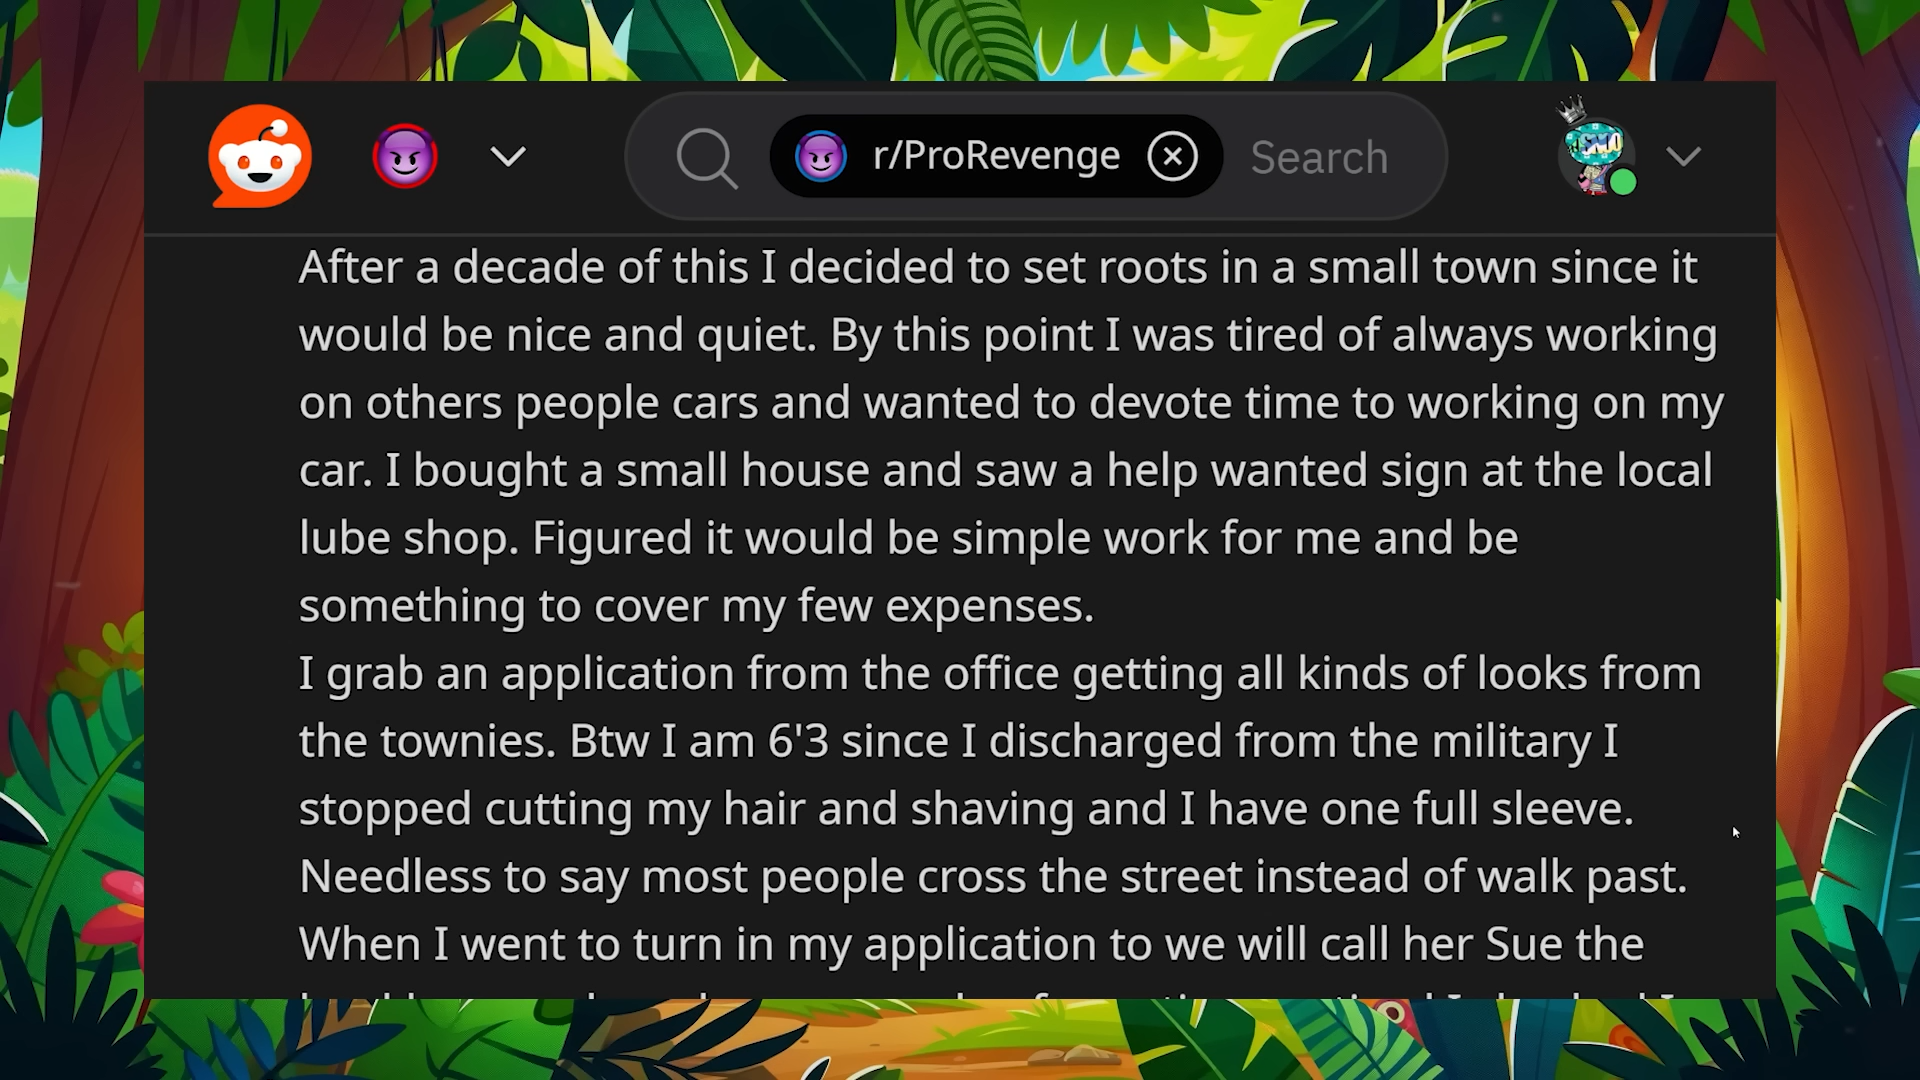 r/ProRevenge Search
After a decade of this I decided to set roots in a small town since it
would be nice and quiet. By this point I was tired of always working
on others people cars and wanted to devote time to working on my
car. I bought a small house and saw a help wanted sign at the local
lube shop. Figured it would be simple work for me and be
something to cover my few expenses.
I grab an application from the office getting all kinds of looks from
the townies. Btw I am 6'3 since I discharged from the military I
stopped cutting my hair and shaving and I have one full sleeve.
Needless to say most people cross the street instead of walk past.
When I went to turn in my application to we will call her Sue the